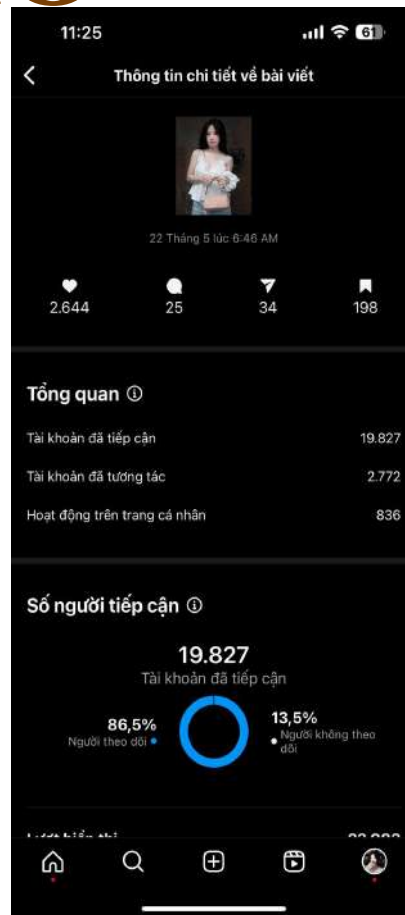 11:25
61
Thông tin chi tiết về bài viết
22 Tháng 5 lúc 6:46 AM
2.644 25 34 198
Tổng quan
Tài khoản đã tiếp cận 19.827
Tài khoản đã tương tác 2.772
Hoạt động trên trang cá nhân 836
Số người tiếp cận
19.827
Tài khoản đã tiếp cận
86,5% 13,5%
Người theo dõi Người không theo
dõi